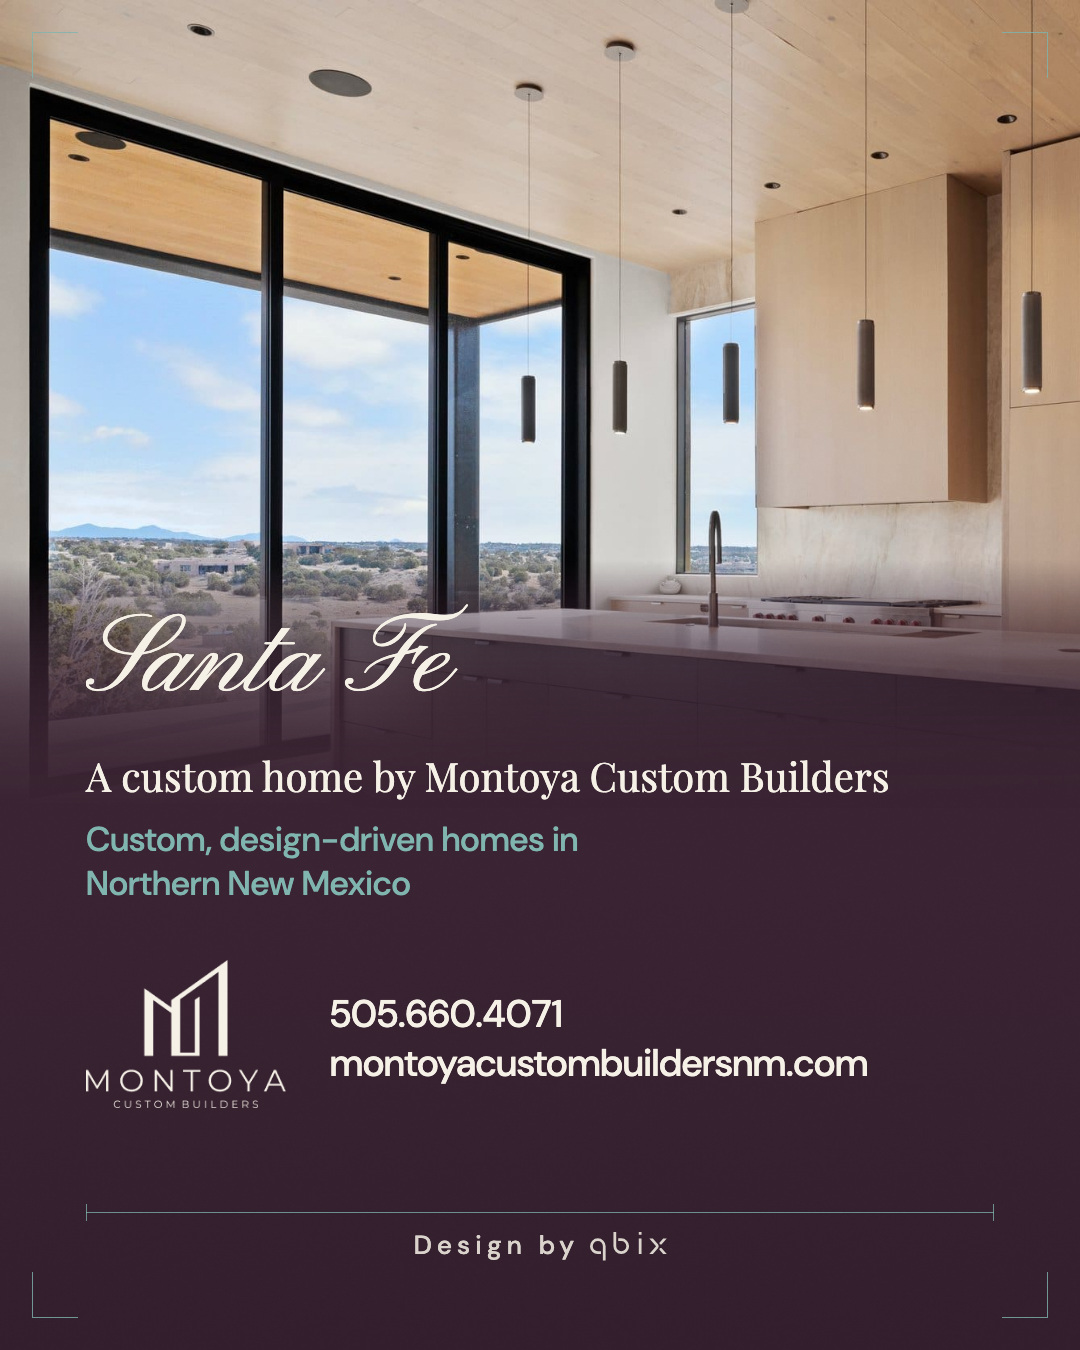 Santa Fe
A custom home by Montoya Custom Builders
Custom, design-driven homes in
Northern New Mexico
MONTOYA
CUSTOM BUILDERS
505.660.4071
montoyacustombuildersnm.com
Design by qbix